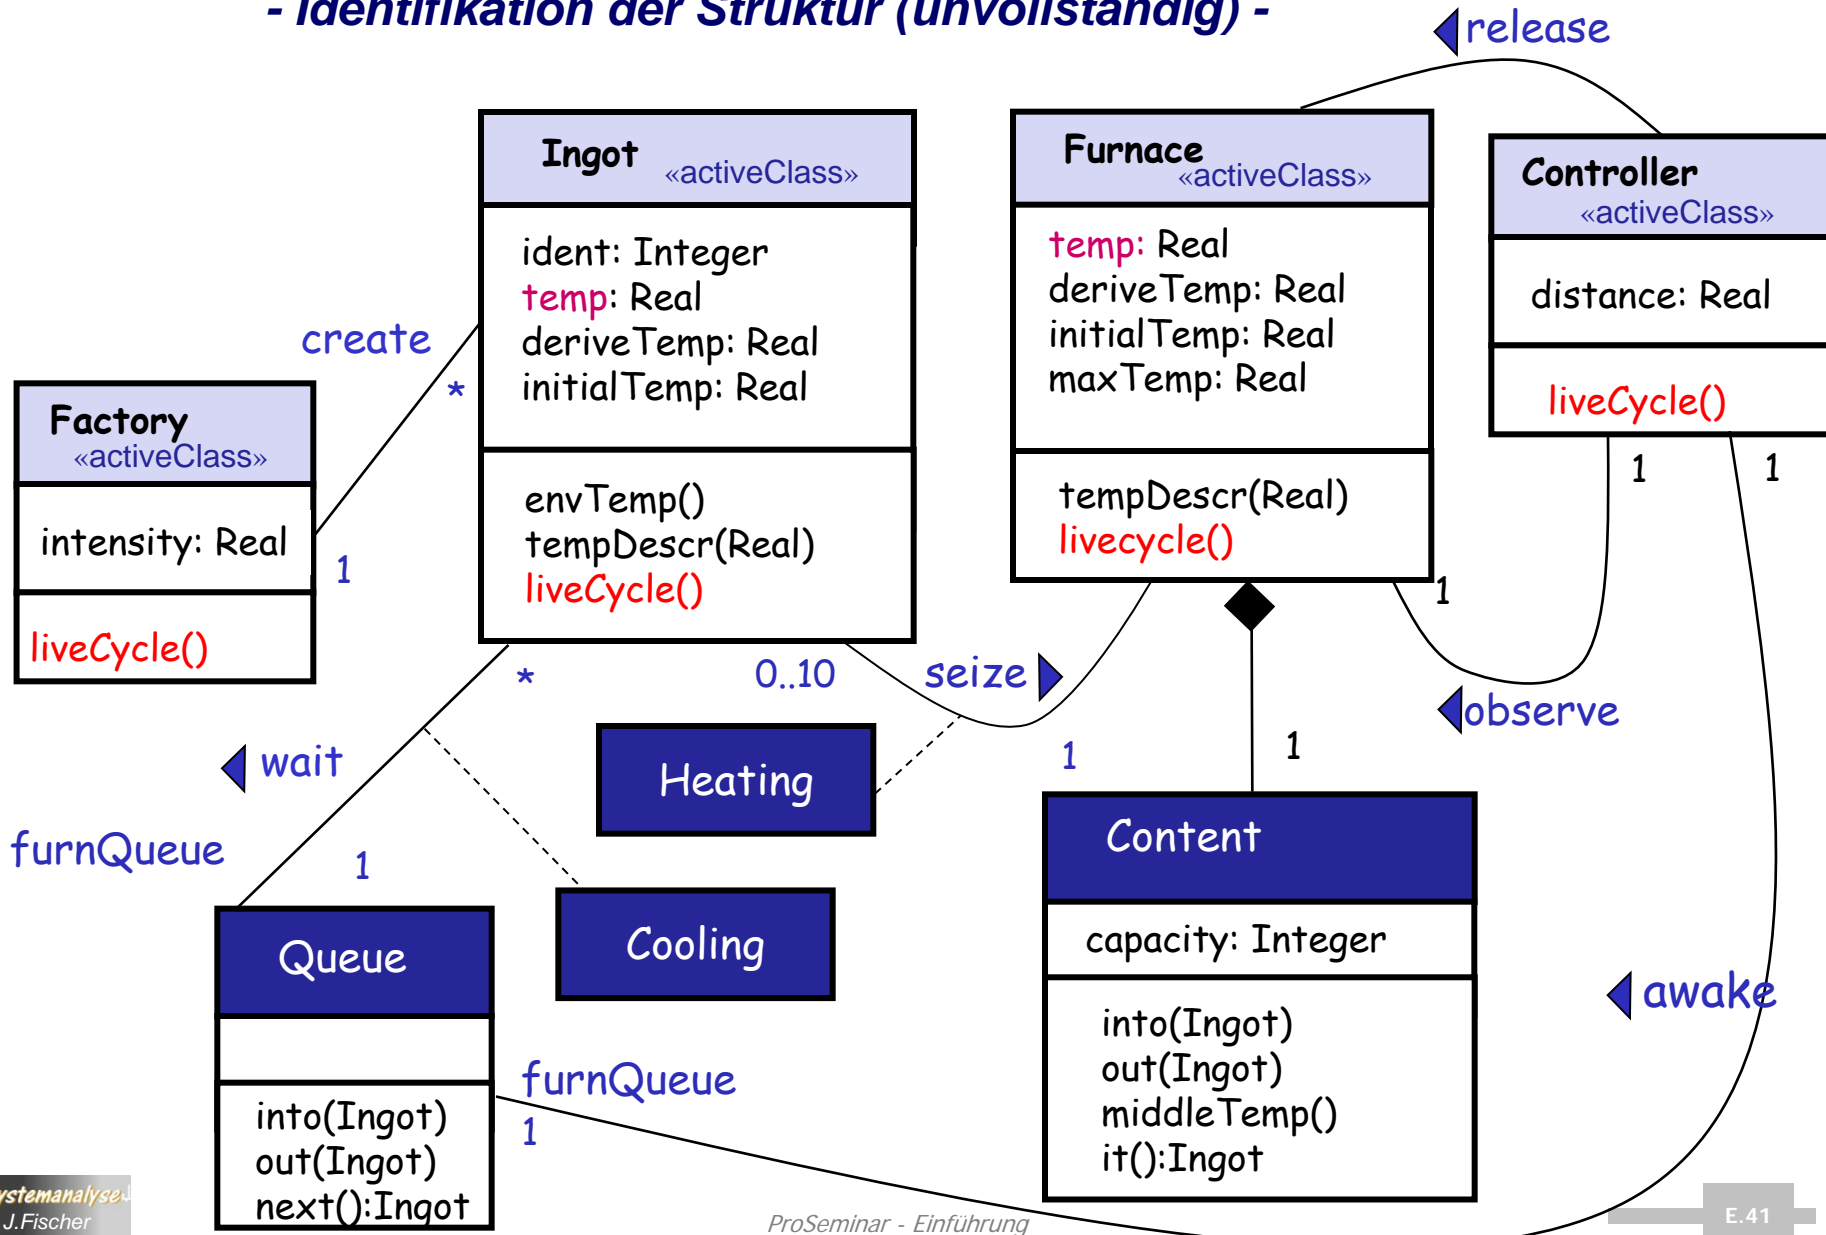 - Identifikation der Struktur (unvollständig) -
release
Ingot
«activeClass»
ident: Integer
temp: Real
deriveTemp: Real
initialTemp: Real
envTemp()
tempDescr(Real)
liveCycle()
Furnace
«activeClass»
temp: Real
deriveTemp: Real
initialTemp: Real
maxTemp: Real
tempDescr(Real)
livecycle()
Controller
«activeClass»
distance: Real
liveCycle()
1
1
1
create
*
Factory
«activeClass»
intensity: Real
liveCycle()
1
*
0..10
seize
observe
wait
Heating
1
1
furnQueue
1
Content
capacity: Integer
into(Ingot)
out(Ingot)
middleTemp()
it():Ingot
Queue
into(Ingot)
out(Ingot)
next():Ingot
Cooling
awake
furnQueue
1
ystemanalyse
J.Fischer
ProSeminar - Einführung
E.41